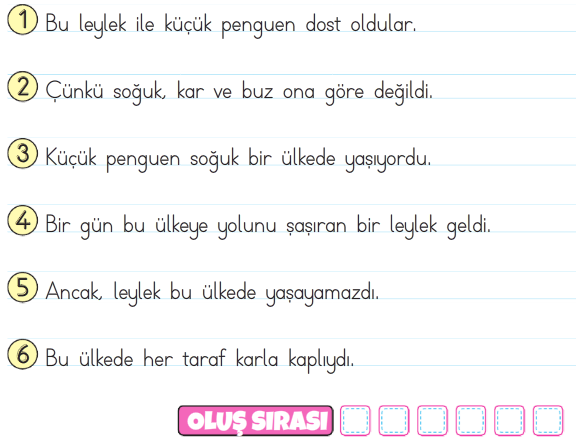 1 Bu leylek ile küçük penguen dost oldular.
2 Çünkü soğuk, kar ve buz ona göre değildi.
3 Küçük penguen soğuk bir ülkede yaşıyordu.
4 Bir gün bu ülkeye yolunu şaşıran bir leylek geldi.
5 Ancak, leylek bu ülkede yaşayamazdı.
6 Bu ülkede her taraf karla kaplıydı.
OLUŞ SIRASI